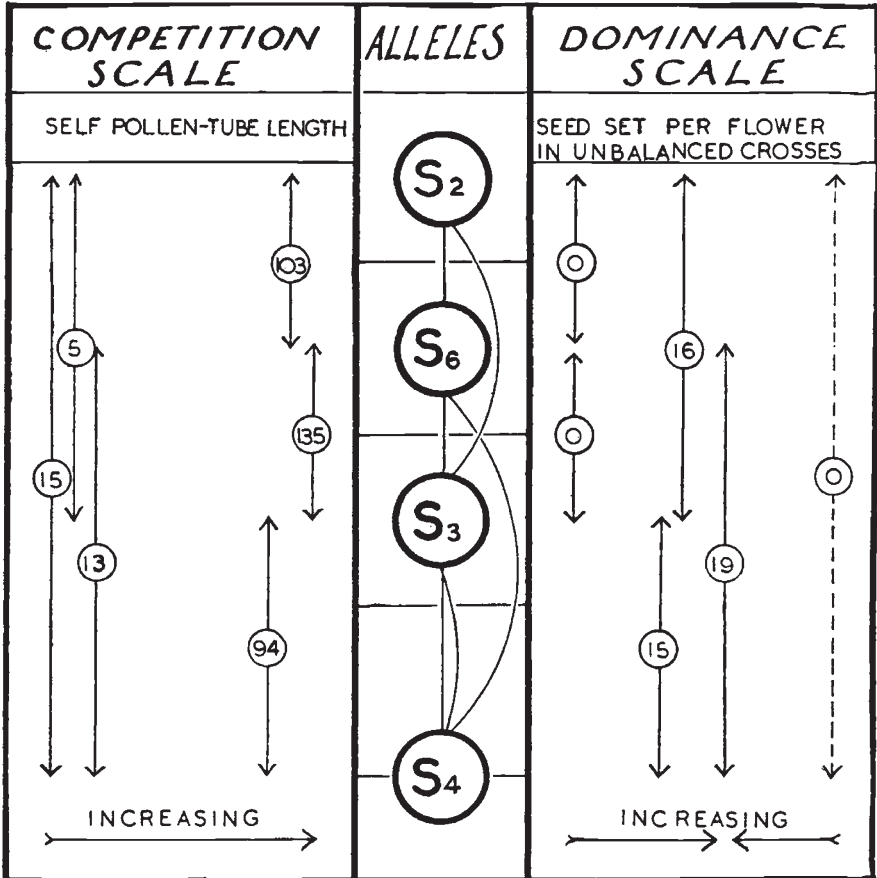 COMPETITION
SCALE
ALLELES
DOMINANCE
SCALE
SELF POLLEN-TUBE LENGTH
SEED SET PER FLOWER
IN UNBALANCED CROSSES
S2
103
O
5
S6
16
135
O
15
S3
O
13
19
94
15
S4
INCREASING
INCREASING